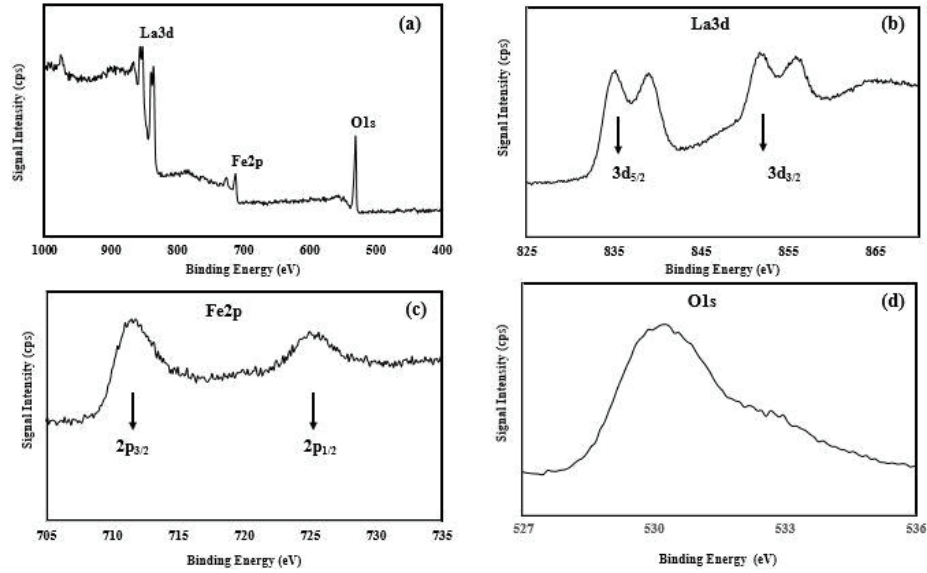 (a)
La3d
O1s
Fe2p
Signal Intensity (cps)
1000 900 800 700 600 500 400
Binding Energy (eV)
(b)
La3d
3d5/2
3d3/2
Signal Intensity (cps)
825 835 845 855 865
Binding Energy (eV)
(c)
Fe2p
2p3/2
2p1/2
Signal Intensity (cps)
705 710 715 720 725 730 735
Binding Energy (eV)
(d)
O1s
Signal Intensity (cps)
527 530 533 536
Binding Energy (eV)